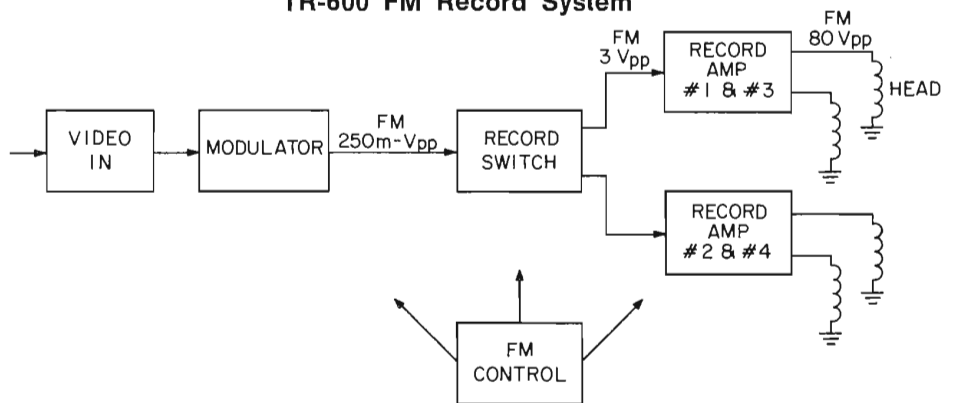 TR-600 FM Record System
VIDEO
IN
MODULATOR
FM
250m-Vpp
RECORD
SWITCH
FM
3 Vpp
RECORD
AMP
#1 & #3
FM
80 Vpp
HEAD
RECORD
AMP
#2 & #4
FM
CONTROL